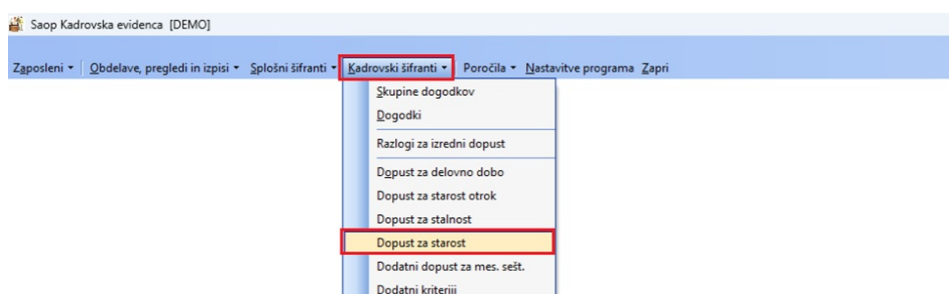 Saop Kadrovska evidenca [DEMO]
Zaposleni Obdelave, pregledi in izpisi Splošni šifranti Kadrovski šifranti Poročila Nastavitve programa Zapri
Skupine dogodkov
Dogodki
Razlogi za izredni dopust
Dopust za delovno dobo
Dopust za starost otrok
Dopust za stalnost
Dopust za starost
Dodatni dopust za mes. sešt.
Dodatni kriteriji